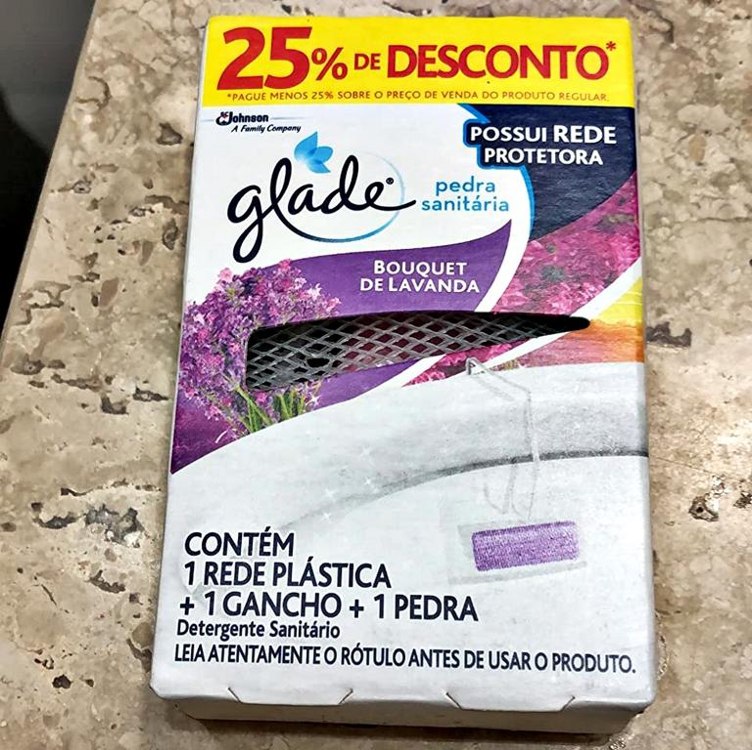 25% DE DESCONTO*
*PAGUE MENOS 25% SOBRE O PREÇO DE VENDA DO PRODUTO REGULAR.
SC Johnson
A Family Company
POSSUI REDE
PROTETORA
glade®
pedra
sanitária
BOUQUET
DE LAVANDA
CONTÉM
1 REDE PLÁSTICA
+ 1 GANCHO + 1 PEDRA
Detergente Sanitário
LEIA ATENTAMENTE O RÓTULO ANTES DE USAR O PRODUTO.